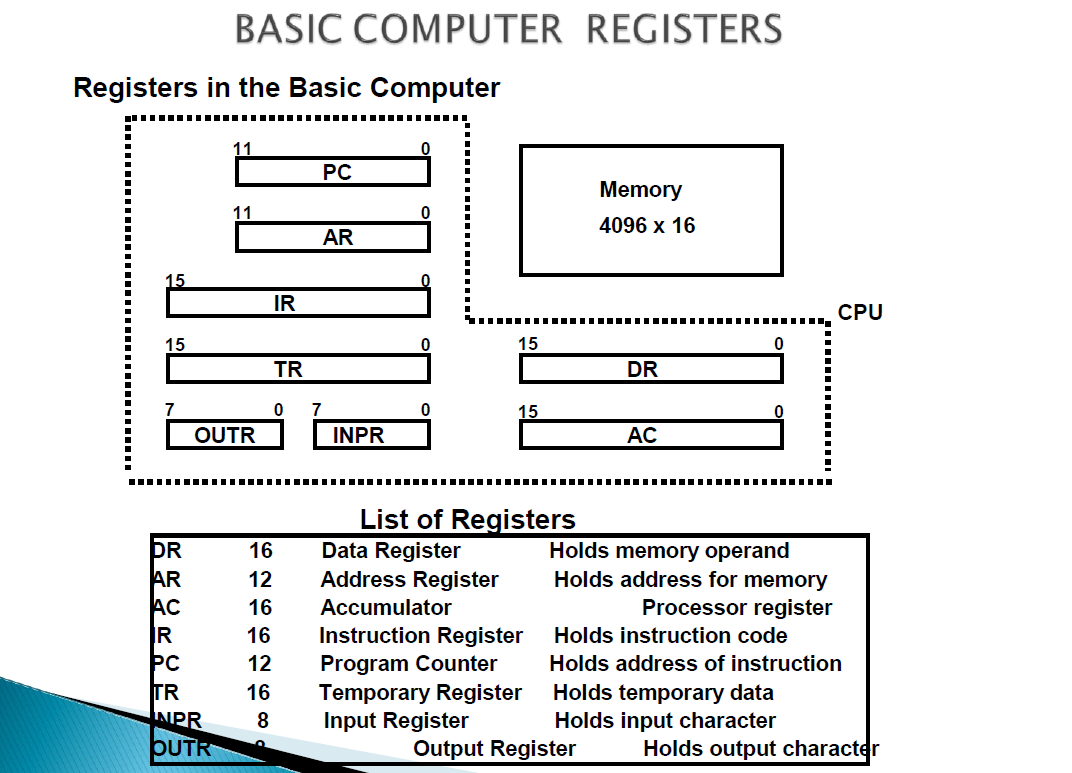 BASIC COMPUTER REGISTERS
Registers in the Basic Computer
11 0
PC
11 0
AR
15 0
IR
15 0
TR
7 0 7 0
OUTR INPR
Memory
4096 x 16
CPU
15 0
DR
15 0
AC
List of Registers
DR 16 Data Register Holds memory operand
AR 12 Address Register Holds address for memory
AC 16 Accumulator Processor register
IR 16 Instruction Register Holds instruction code
PC 12 Program Counter Holds address of instruction
TR 16 Temporary Register Holds temporary data
INPR 8 Input Register Holds input character
OUTR 8 Output Register Holds output character